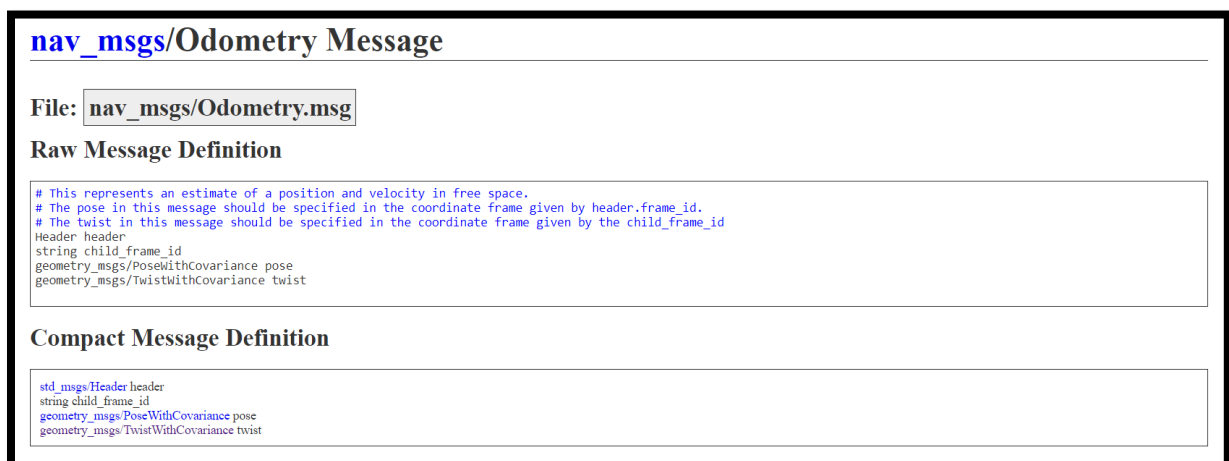 nav_msgs/Odometry Message
File: nav_msgs/Odometry.msg
Raw Message Definition
# This represents an estimate of a position and velocity in free space.
# The pose in this message should be specified in the coordinate frame given by header.frame_id.
# The twist in this message should be specified in the coordinate frame given by the child_frame_id
Header header
string child_frame_id
geometry_msgs/PoseWithCovariance pose
geometry_msgs/TwistWithCovariance twist
Compact Message Definition
std_msgs/Header header
string child_frame_id
geometry_msgs/PoseWithCovariance pose
geometry_msgs/TwistWithCovariance twist